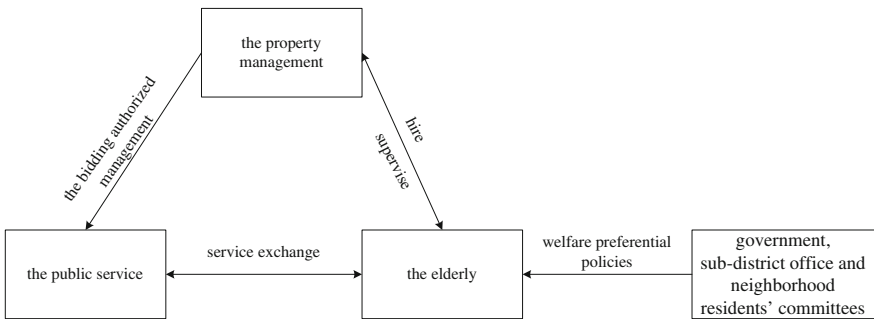 the property
management
the bidding authorized
management
hire
supervise
the public service
service exchange
the elderly
welfare preferential
policies
government,
sub-district office and
neighborhood
residents’ committees